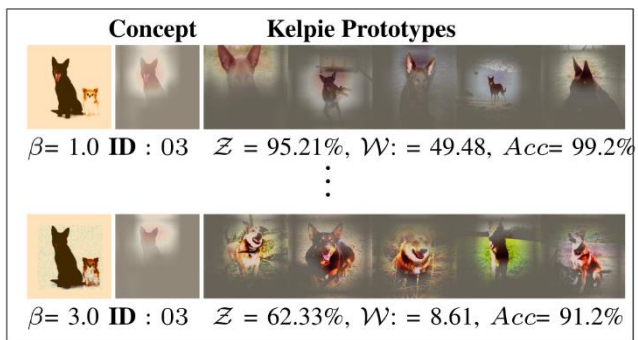 Concept Kelpie Prototypes
β= 1.0 ID : 03 𝒵 = 95.21%, 𝒲: = 49.48, Acc= 99.2%
⋮
β= 3.0 ID : 03 𝒵 = 62.33%, 𝒲: = 8.61, Acc= 91.2%